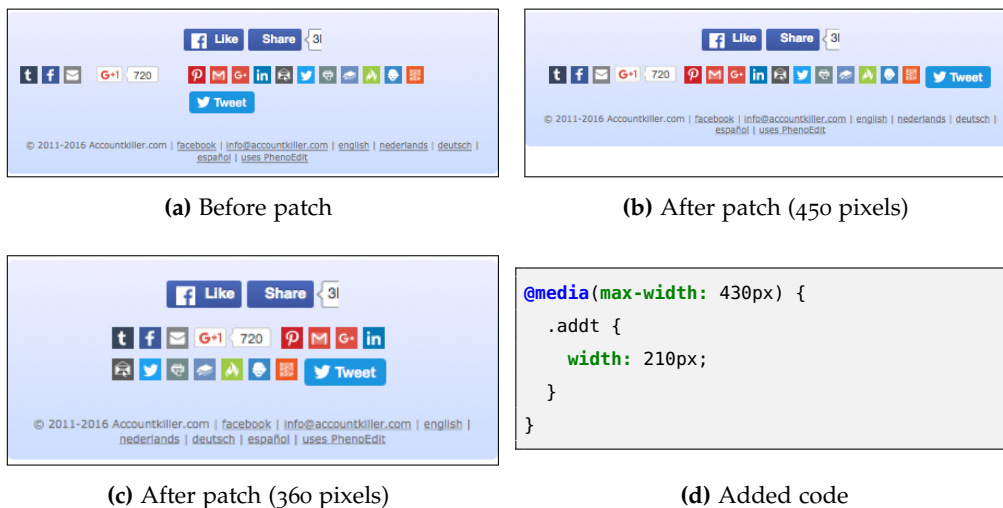 Like Share 3
t f G+1 720 in
Tweet
© 2011-2016 Accountkiller.com | facebook | info@accountkiller.com | english | nederlands | deutsch |
español | uses PhenoEdit
(a) Before patch
Like Share 3
t f G+1 720 in Tweet
© 2011-2016 Accountkiller.com | facebook | info@accountkiller.com | english | nederlands | deutsch |
español | uses PhenoEdit
(b) After patch (450 pixels)
Like Share 3
t f G+1 720 in
Tweet
© 2011-2016 Accountkiller.com | facebook | info@accountkiller.com | english |
nederlands | deutsch | español | uses PhenoEdit
(c) After patch (360 pixels)
@media(max-width: 430px) {
.addt {
width: 210px;
}
}
(d) Added code